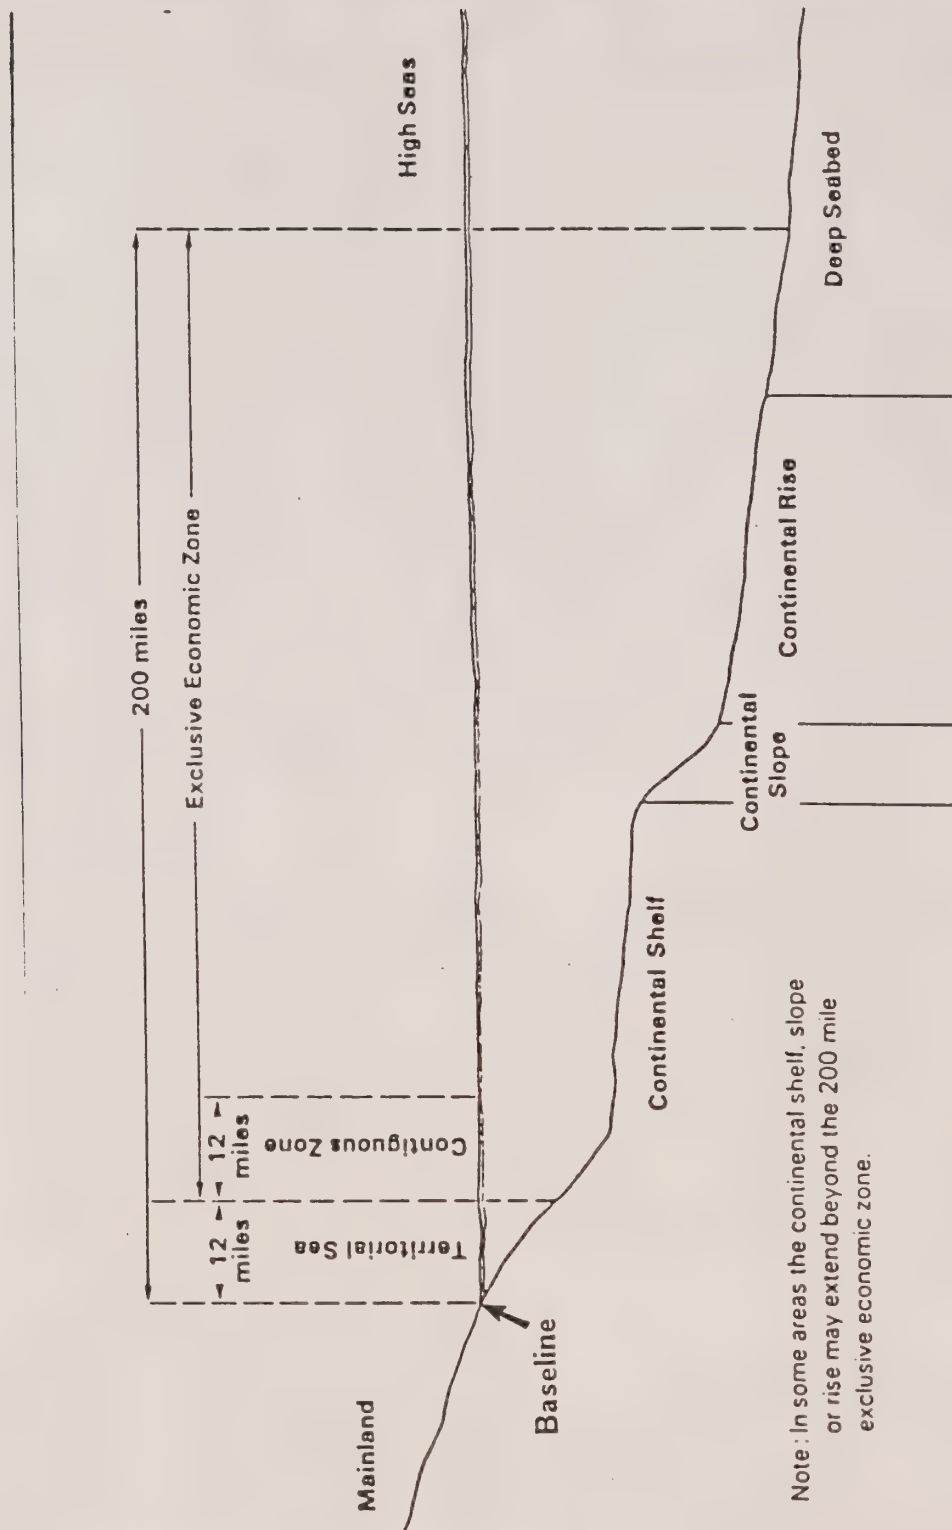 200 miles
Exclusive Economic Zone
12
miles
12
miles
Territorial Sea
Contiguous Zone
High Seas
Mainland
Baseline
Continental Shelf
Continental
Slope
Continental Rise
Deep Seabed
Note: In some areas the continental shelf, slope
or rise may extend beyond the 200 mile
exclusive economic zone.